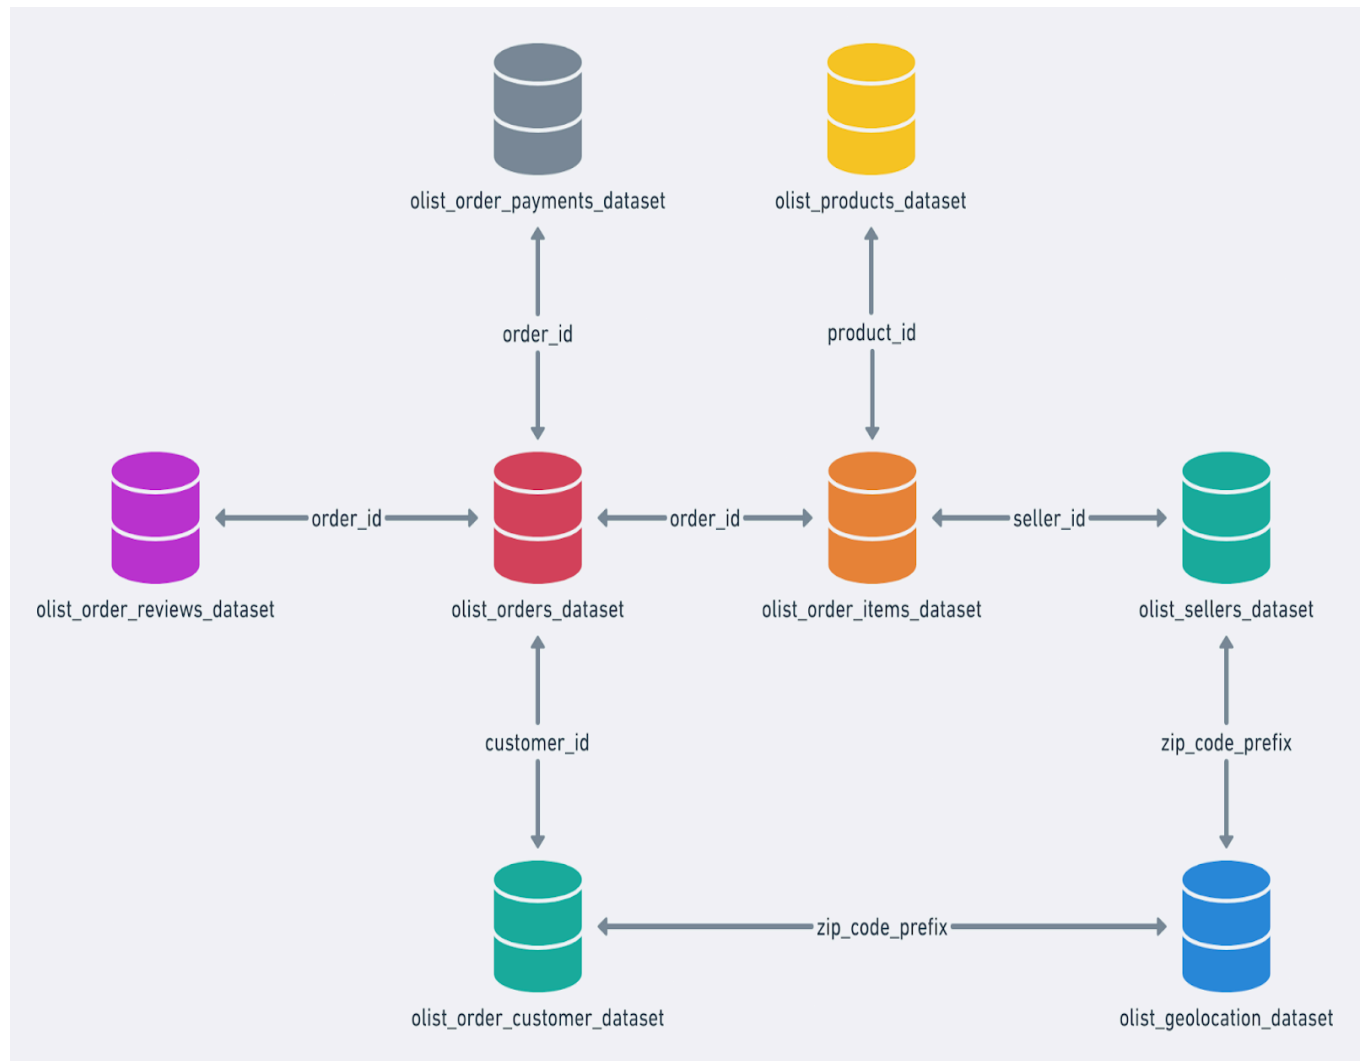 olist_order_payments_dataset
olist_products_dataset
order_id
product_id
order_id
order_id
seller_id
olist_order_reviews_dataset
olist_orders_dataset
olist_order_items_dataset
olist_sellers_dataset
customer_id
zip_code_prefix
zip_code_prefix
olist_order_customer_dataset
olist_geolocation_dataset